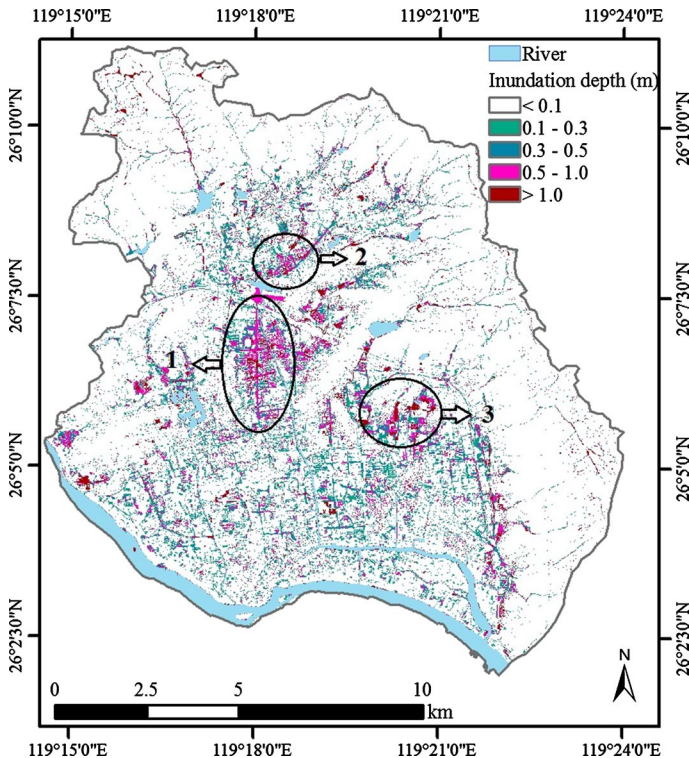 119°15'0"E 119°18'0"E 119°21'0"E 119°24'0"E
River
Inundation depth (m)
< 0.1
0.1 - 0.3
0.3 - 0.5
0.5 - 1.0
> 1.0
26°10'0"N 26°10'0"N
2
26°7'30"N 26°7'30"N
1
3
26°5'0"N 26°5'0"N
26°2'30"N 26°2'30"N
N
0 2.5 5 10
km
119°15'0"E 119°18'0"E 119°21'0"E 119°24'0"E